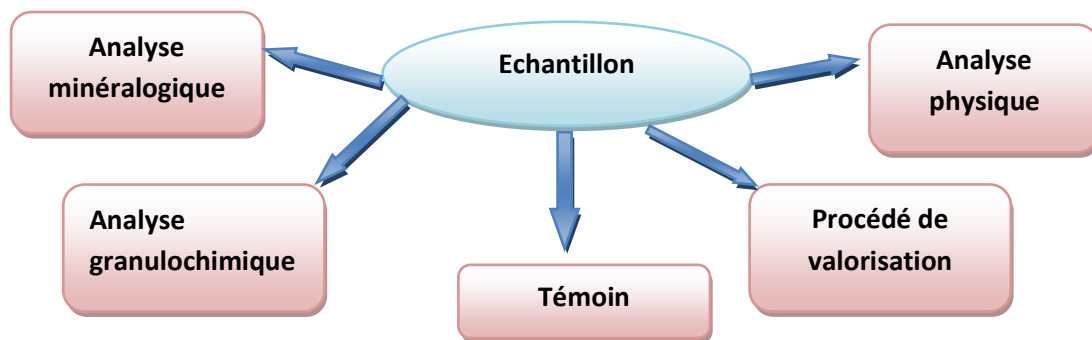 Echantillon
Analyse
minéralogique
Analyse
physique
Analyse
granulochimique
Procédé de
valorisation
Témoin